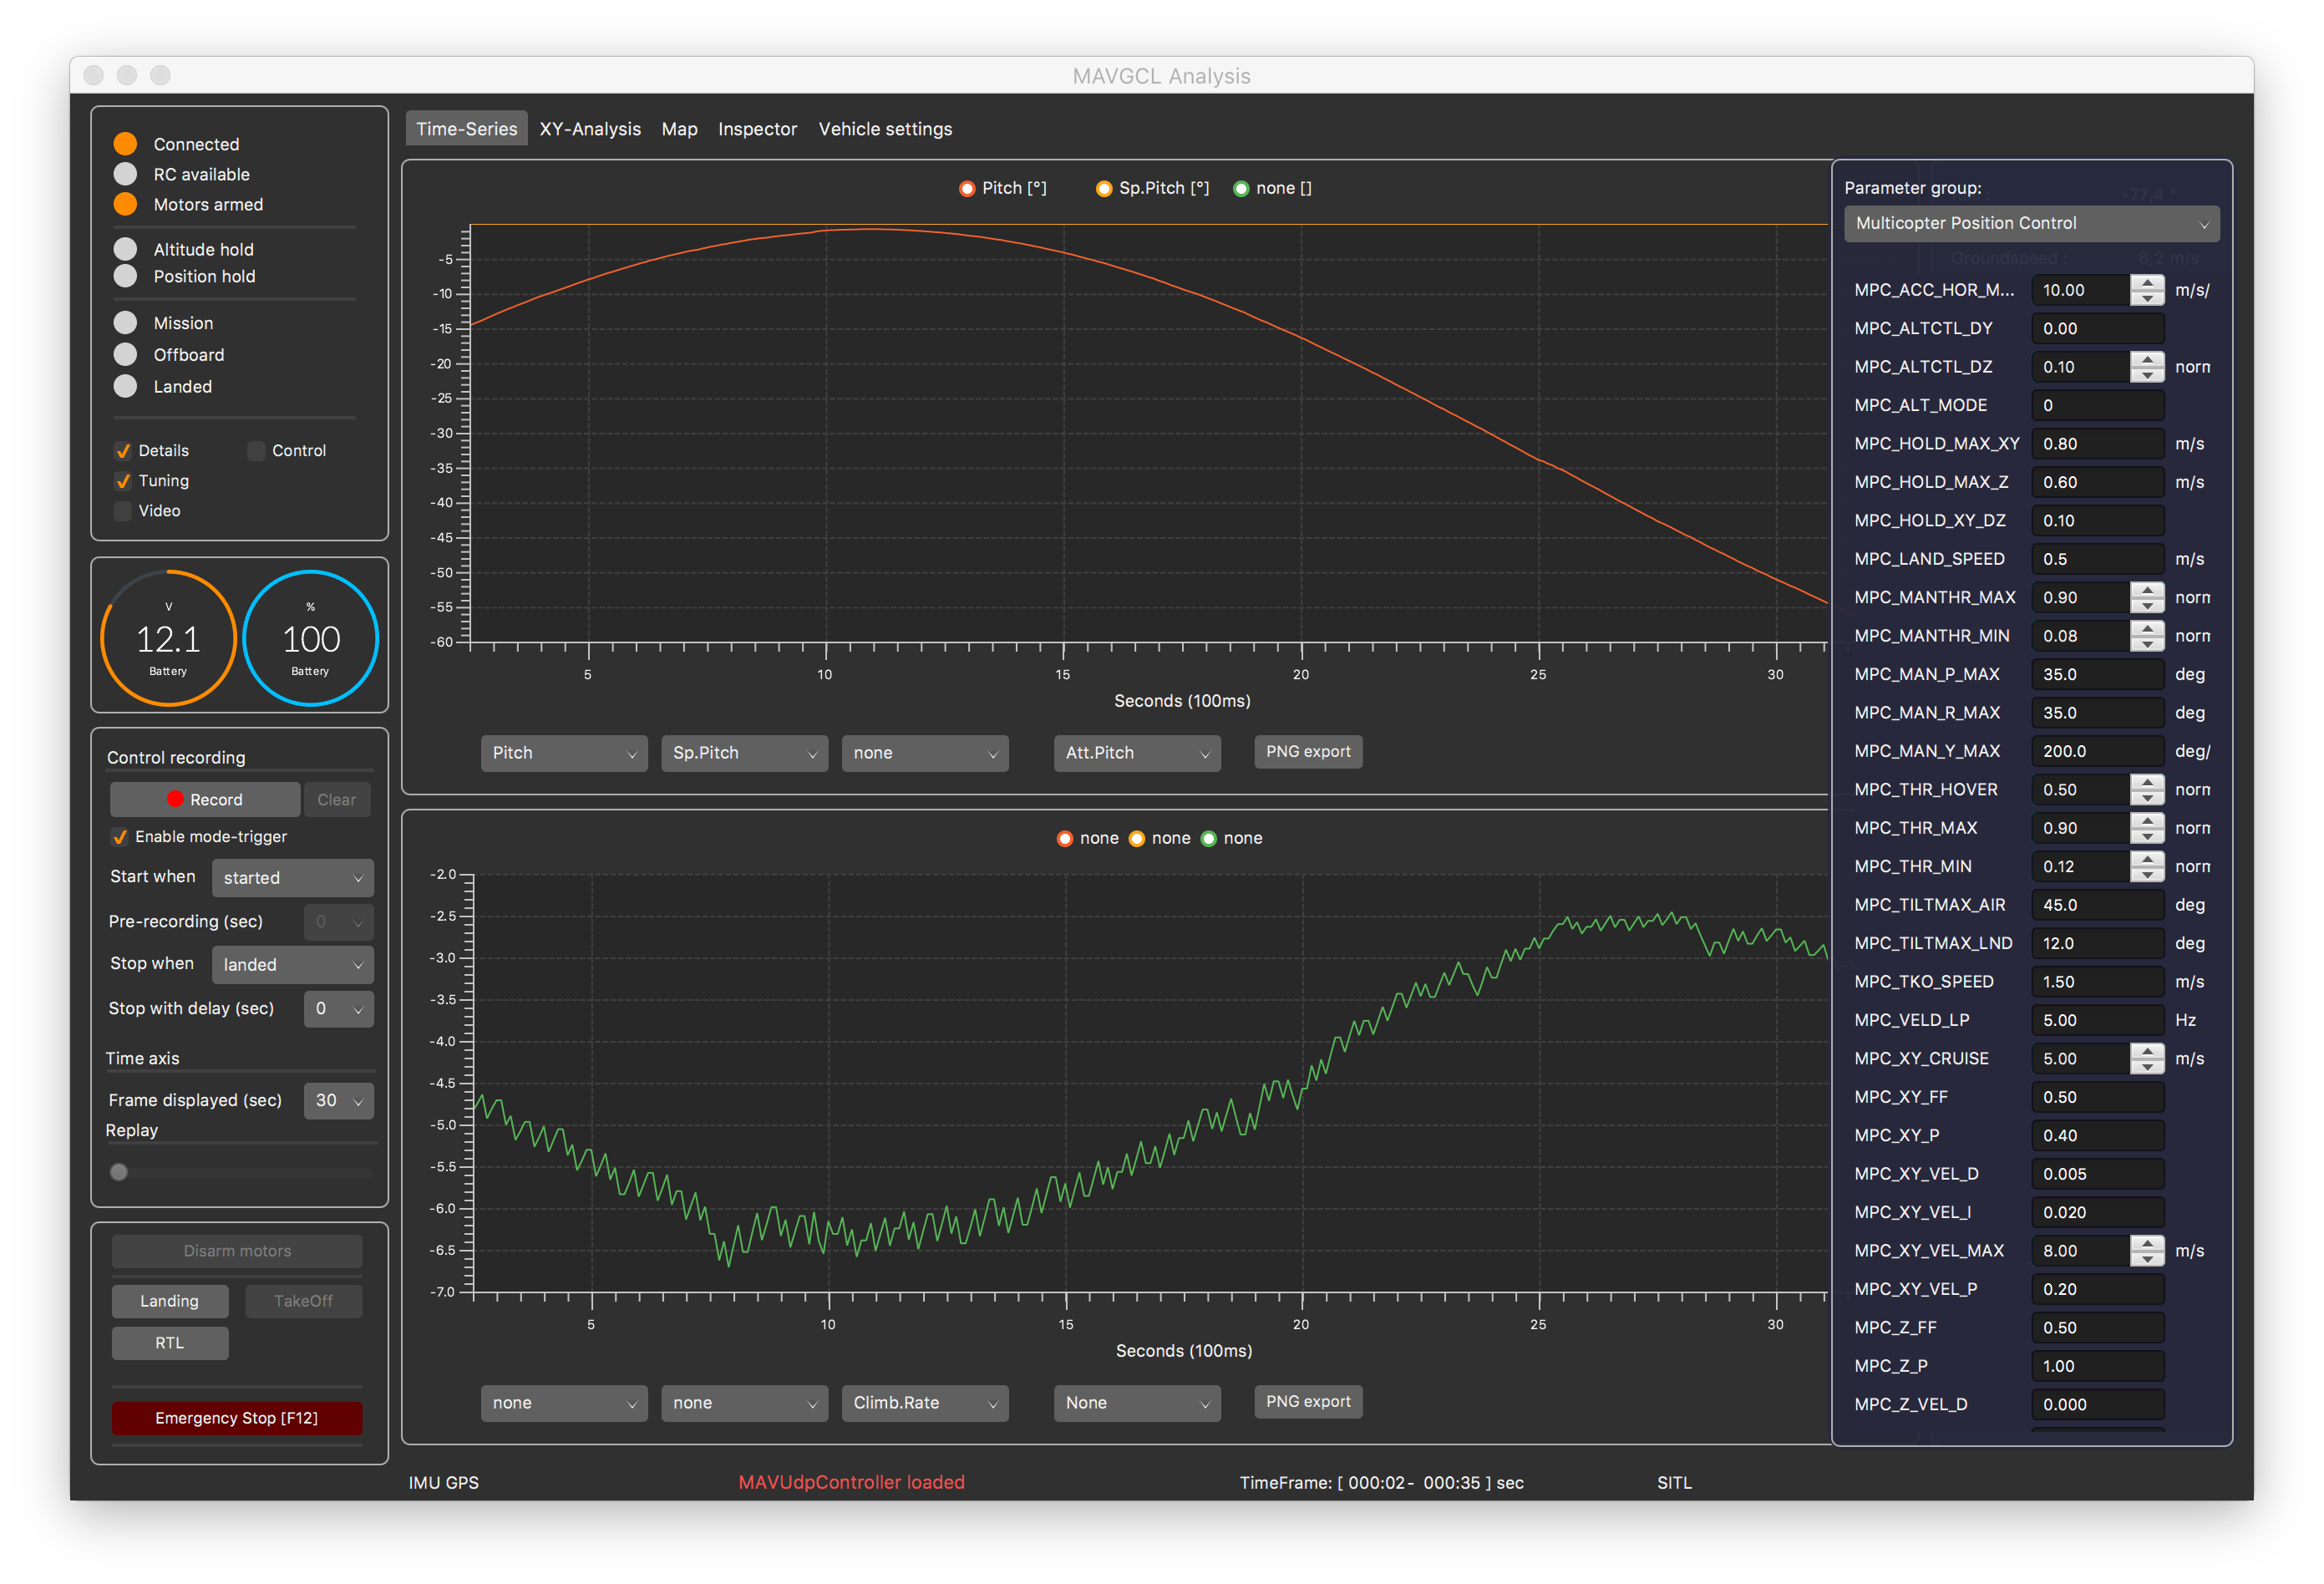 MAVGCL Analysis
Connected
RC available
Motors armed
Altitude hold
Position hold
Mission
Offboard
Landed
Details Control
Tuning
Video
V
12.1
Battery
%
100
Battery
Control recording
Record Clear
Enable mode-trigger
Start when started
Pre-recording (sec) 0
Stop when landed
Stop with delay (sec) 0
Time axis
Frame displayed (sec) 30
Replay
Disarm motors
Landing TakeOff
RTL
Emergency Stop [F12]
Time-Series XY-Analysis Map Inspector Vehicle settings
Pitch [°] Sp.Pitch [°] none []
-5
-10
-15
-20
-25
-30
-35
-40
-45
-50
-55
-60
5 10 15 20 25 30
Seconds (100ms)
Pitch Sp.Pitch none Att.Pitch PNG export
none none none
-2.0
-2.5
-3.0
-3.5
-4.0
-4.5
-5.0
-5.5
-6.0
-6.5
-7.0
5 10 15 20 25 30
Seconds (100ms)
none none Climb.Rate None PNG export
Parameter group:
-77,4 °
Multicopter Position Control
Groundspeed : 6,2 m/s
MPC_ACC_HOR_M... 10.00 m/s/
MPC_ALTCTL_DY 0.00
MPC_ALTCTL_DZ 0.10 norm
MPC_ALT_MODE 0
MPC_HOLD_MAX_XY 0.80 m/s
MPC_HOLD_MAX_Z 0.60 m/s
MPC_HOLD_XY_DZ 0.10
MPC_LAND_SPEED 0.5 m/s
MPC_MANTHR_MAX 0.90 norm
MPC_MANTHR_MIN 0.08 norm
MPC_MAN_P_MAX 35.0 deg
MPC_MAN_R_MAX 35.0 deg
MPC_MAN_Y_MAX 200.0 deg/
MPC_THR_HOVER 0.50 norm
MPC_THR_MAX 0.90 norm
MPC_THR_MIN 0.12 norm
MPC_TILTMAX_AIR 45.0 deg
MPC_TILTMAX_LND 12.0 deg
MPC_TKO_SPEED 1.50 m/s
MPC_VELD_LP 5.00 Hz
MPC_XY_CRUISE 5.00 m/s
MPC_XY_FF 0.50
MPC_XY_P 0.40
MPC_XY_VEL_D 0.005
MPC_XY_VEL_I 0.020
MPC_XY_VEL_MAX 8.00 m/s
MPC_XY_VEL_P 0.20
MPC_Z_FF 0.50
MPC_Z_P 1.00
MPC_Z_VEL_D 0.000
IMU GPS MAVUdpController loaded TimeFrame: [ 000:02 - 000:35 ] sec SITL